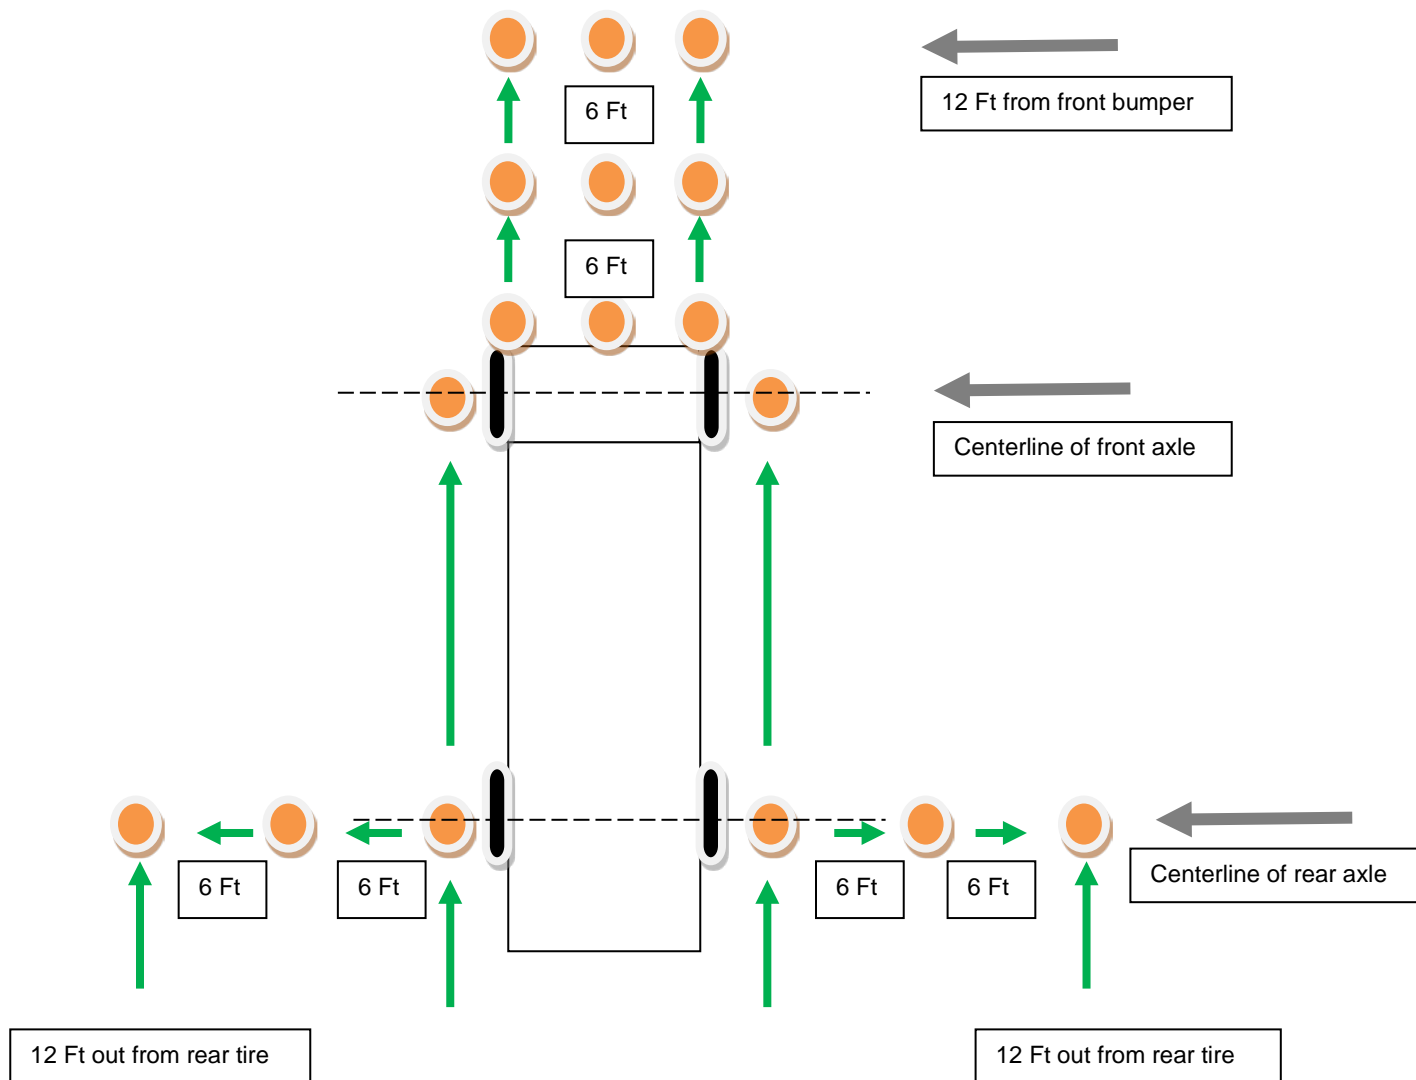 6 Ft
12 Ft from front bumper
6 Ft
Centerline of front axle
6 Ft
6 Ft
6 Ft
6 Ft
Centerline of rear axle
12 Ft out from rear tire
12 Ft out from rear tire